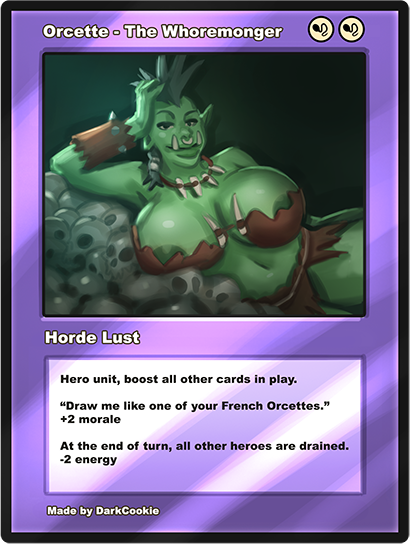 Orcette - The Whoremonger
Horde Lust
Hero unit, boost all other cards in play.
“Draw me like one of your French Orcettes.”
+2 morale
At the end of turn, all other heroes are drained.
-2 energy
Made by DarkCookie